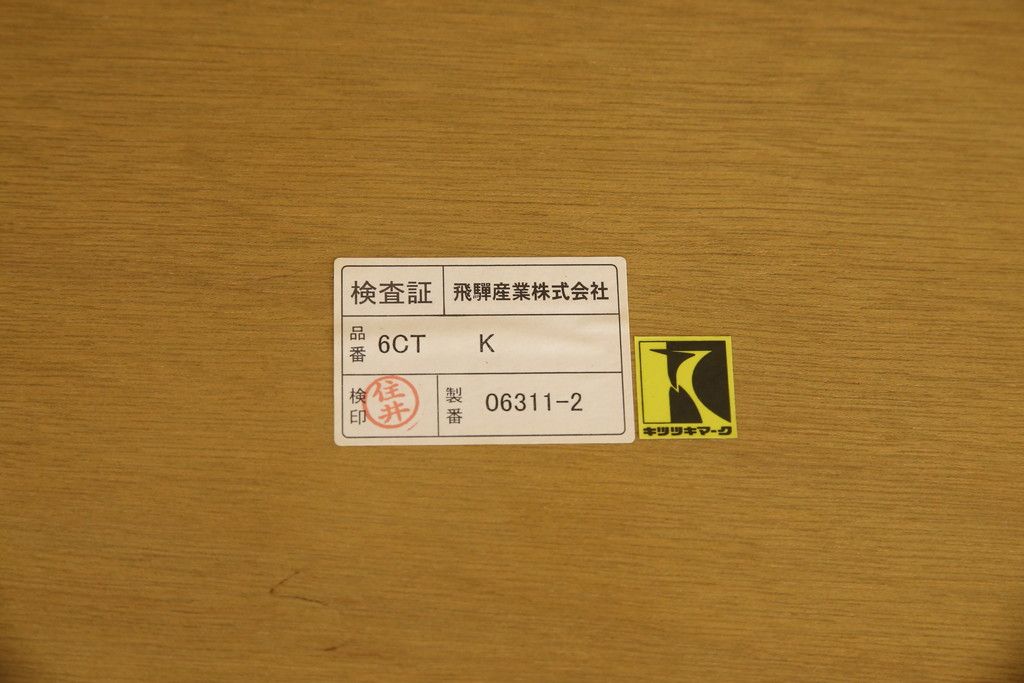 検査証 飛騨産業株式会社
品番 6CT K
検印 住井 製番 06311-2
キツツキマーク